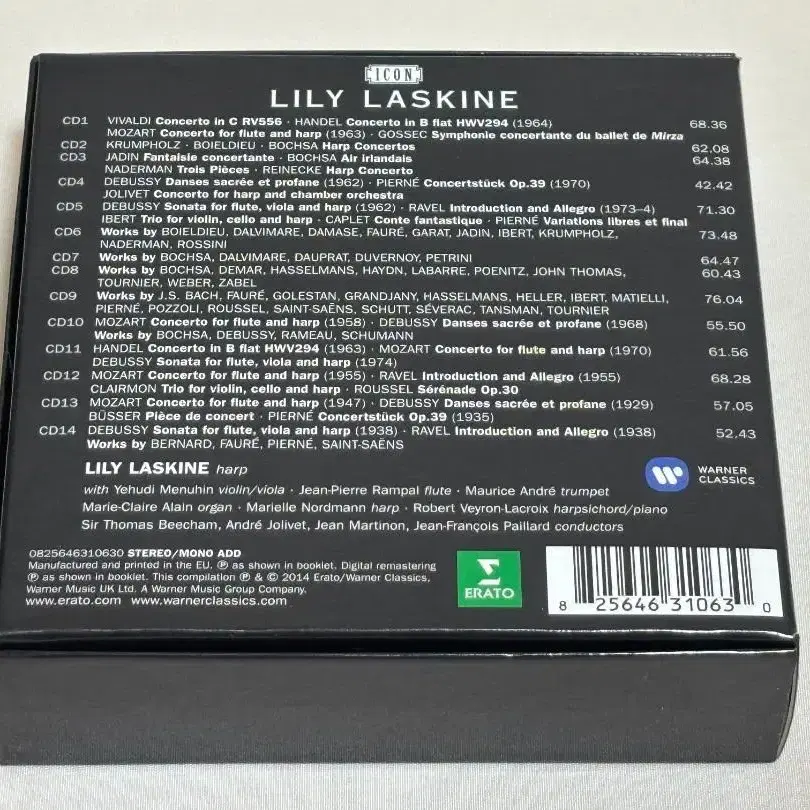 ICON
LILY LASKINE
CD1 VIVALDI Concerto in C RV556 · HANDEL Concerto in B flat HWV294 (1964) 68.36
MOZART Concerto for flute and harp (1963) · GOSSEC Symphonie concertante du ballet de Mirza
CD2 KRUMPHOLZ · BOIELDIEU · BOCHSA Harp Concertos 62.08
CD3 JADIN Fantaisie concertante · BOCHSA Air irlandais 64.38
NADERMAN Trois Pièces · REINECKE Harp Concerto
CD4 DEBUSSY Danses sacrée et profane (1962) · PIERNÉ Concertstück Op.39 (1970) 42.42
JOLIVET Concerto for harp and chamber orchestra
CD5 DEBUSSY Sonata for flute, viola and harp (1962) · RAVEL Introduction and Allegro (1973–4) 71.30
IBERT Trio for violin, cello and harp · CAPLET Conte fantastique · PIERNÉ Variations libres et final
CD6 Works by BOIELDIEU, DALVIMARE, DAMASE, FAURÉ, GARAT, JADIN, IBERT, KRUMPHOLZ, 73.48
NADERMAN, ROSSINI
CD7 Works by BOCHSA, DALVIMARE, DAUPRAT, DUVERNOY, PETRINI 64.47
CD8 Works by BOCHSA, DEMAR, HASSELMANS, HAYDN, LABARRE, POENITZ, JOHN THOMAS, 60.43
TOURNIER, WEBER, ZABEL
CD9 Works by J.S. BACH, FAURÉ, GOLESTAN, GRANDJANY, HASSELMANS, HELLER, IBERT, MATIELLI, 76.04
PIERNÉ, POZZOLI, ROUSSEL, SAINT-SAËNS, SCHUTT, SÉVERAC, TANSMAN, TOURNIER
CD10 MOZART Concerto for flute and harp (1958) · DEBUSSY Danses sacrée et profane (1968) 55.50
Works by BOCHSA, DEBUSSY, RAMEAU, SCHUMANN
CD11 HANDEL Concerto in B flat HWV294 (1963) · MOZART Concerto for flute and harp (1970) 61.56
DEBUSSY Sonata for flute, viola and harp (1974)
CD12 MOZART Concerto for flute and harp (1955) · RAVEL Introduction and Allegro (1955) 68.28
CLAIRMON Trio for violin, cello and harp · ROUSSEL Sérénade Op.30
CD13 MOZART Concerto for flute and harp (1947) · DEBUSSY Danses sacrée et profane (1929) 57.05
BÜSSER Pièce de concert · PIERNÉ Concertstück Op.39 (1935)
CD14 DEBUSSY Sonata for flute, viola and harp (1938) · RAVEL Introduction and Allegro (1938) 52.43
Works by BERNARD, FAURÉ, PIERNÉ, SAINT-SAËNS
LILY LASKINE harp
with Yehudi Menuhin violin/viola · Jean-Pierre Rampal flute · Maurice André trumpet
Marie-Claire Alain organ · Marielle Nordmann harp · Robert Veyron-Lacroix harpsichord/piano
Sir Thomas Beecham, André Jolivet, Jean Martinon, Jean-François Paillard conductors
WARNER
CLASSICS
0825646310630 STEREO/MONO ADD
Manufactured and printed in the EU. ℗ as shown in booklet. Digital remastering
℗ as shown in booklet. This compilation ℗ & © 2014 Erato/Warner Classics,
Warner Music UK Ltd. A Warner Music Group Company.
www.erato.com www.warnerclassics.com
ERATO
8 25646 31063 0